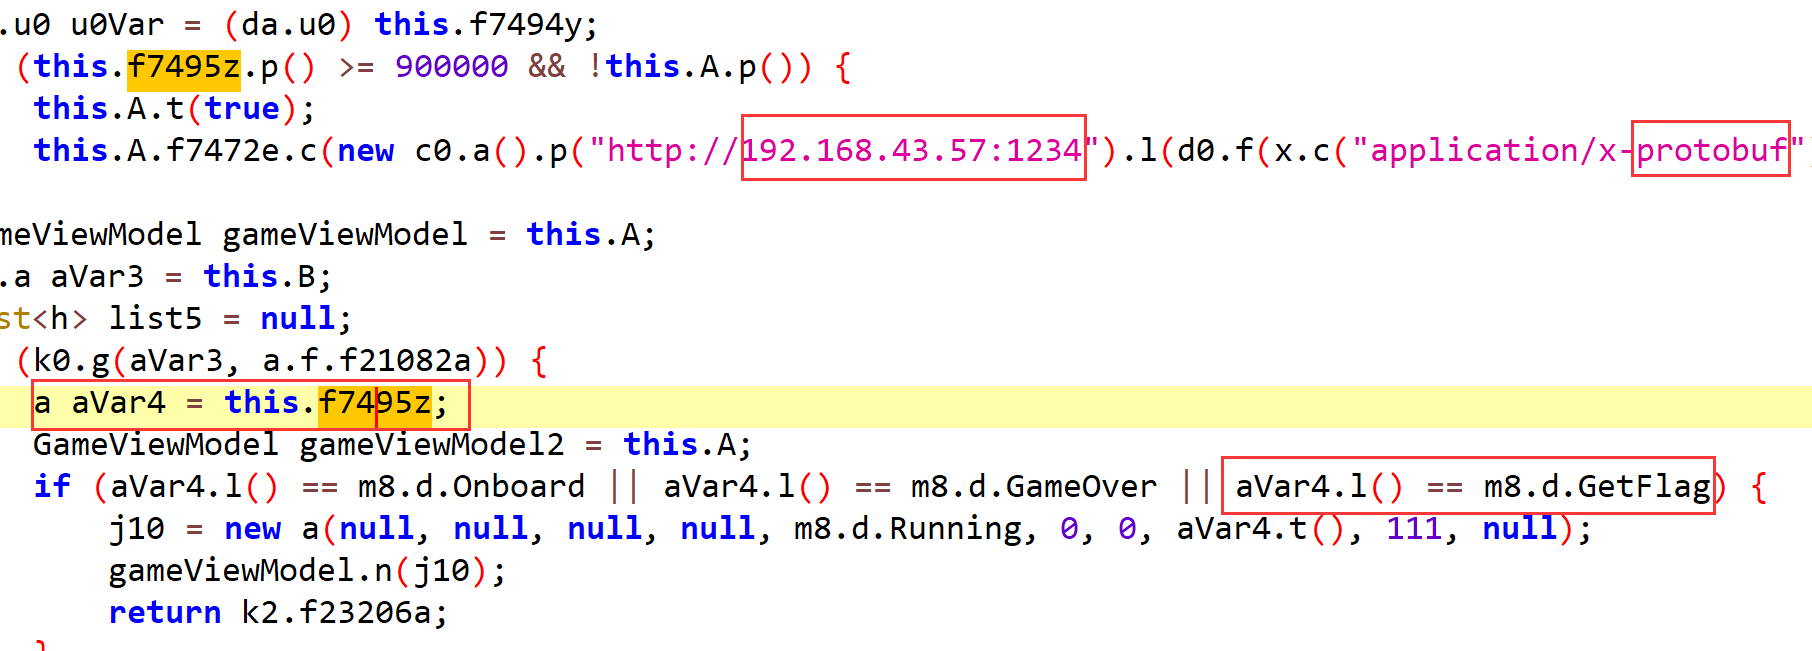 .u0 u0Var = (da.u0) this.f7494y;
(this.f7495z.p() >= 900000 && !this.A.p()) {
this.A.t(true);
this.A.f7472e.c(new c0.a().p("http://192.168.43.57:1234").l(d0.f(x.c("application/x-protobuf")
meViewModel gameViewModel = this.A;
.a aVar3 = this.B;
st<h> list5 = null;
(k0.g(aVar3, a.f.f21082a)) {
a aVar4 = this.f7495z;
GameViewModel gameViewModel2 = this.A;
if (aVar4.l() == m8.d.Onboard || aVar4.l() == m8.d.GameOver || aVar4.l() == m8.d.GetFlag) {
j10 = new a(null, null, null, null, m8.d.Running, 0, 0, aVar4.t(), 111, null);
gameViewModel.n(j10);
return k2.f23206a;
}